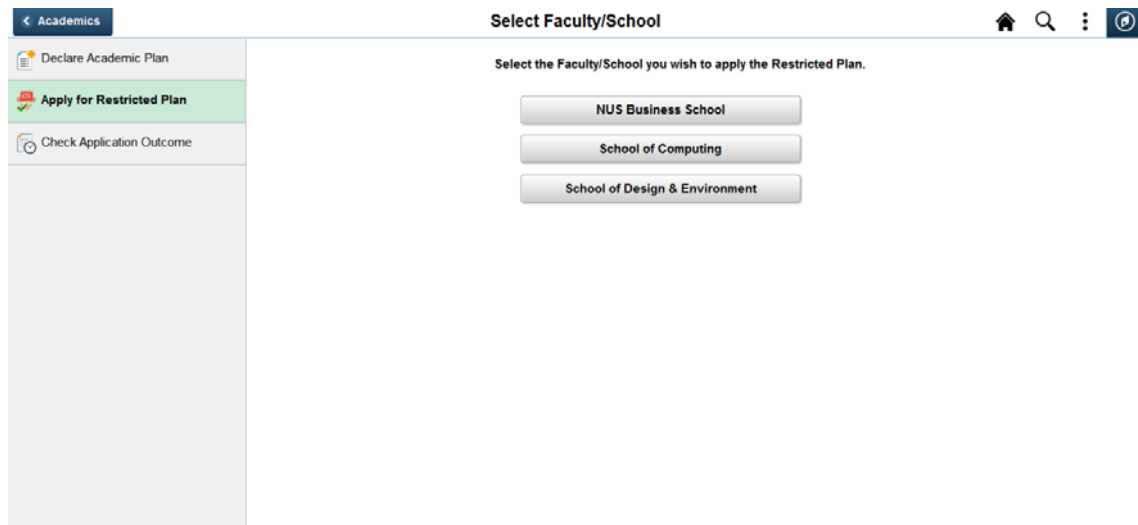 Academics
Select Faculty/School
Declare Academic Plan
Apply for Restricted Plan
Check Application Outcome
Select the Faculty/School you wish to apply the Restricted Plan.
NUS Business School
School of Computing
School of Design & Environment